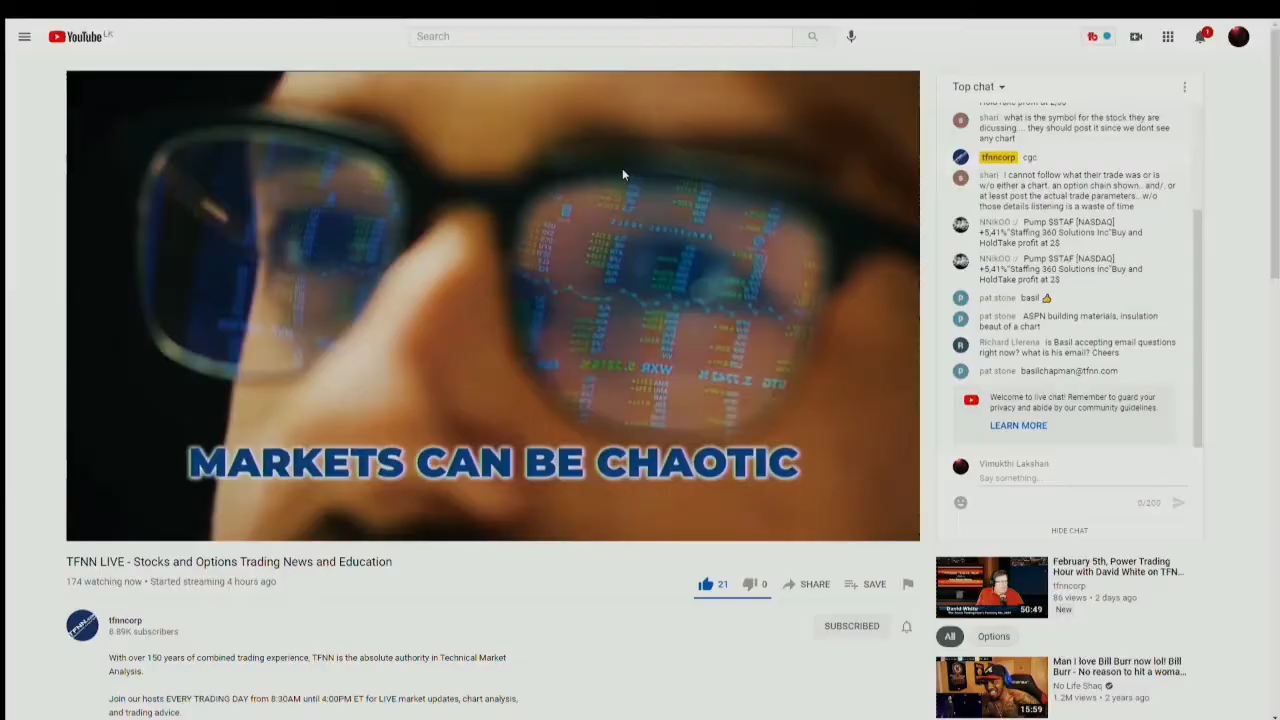 YouTube LK
Search
1
MARKETS CAN BE CHAOTIC
TFNN LIVE - Stocks and Options Trading News and Education
174 watching now • Started streaming 4 hours ago
21
0
SHARE
SAVE
tfnncorp
8.89K subscribers
SUBSCRIBED
With over 150 years of combined trading experience, TFNN is the absolute authority in Technical Market
Analysis.
Join our hosts EVERY TRADING DAY from 8:30AM until 4:00PM ET for LIVE market updates, chart analysis,
and trading advice.
Top chat
shari what is the symbol for the stock they are
dicussing.... they should post it since we dont see
any chart
tfnncorp cgc
shari I cannot follow what their trade was or is
w/o either a chart. an option chain shown.. and/. or
at least post the actual trade parameters...w/o
those details listening is a waste of time
NNiKOO :/ Pump $STAF [NASDAQ]
+5,41%"Staffing 360 Solutions Inc"Buy and
HoldTake profit at 2$
NNiKOO :/ Pump $STAF [NASDAQ]
+5,41%"Staffing 360 Solutions Inc"Buy and
HoldTake profit at 2$
pat stone basil 👍
pat stone ASPN building materials, insulation
beaut of a chart
Richard Llerena is Basil accepting email questions
right now? what is his email? Cheers
pat stone basilchapman@tfnn.com
Welcome to live chat! Remember to guard your
privacy and abide by our community guidelines.
LEARN MORE
Vimukthi Lakshan
Say something...
0/200
HIDE CHAT
David White
50:49
February 5th, Power Trading
Hour with David White on TFN...
tfnncorp
86 views • 2 days ago
New
All
Options
15:59
Man I love Bill Burr now lol! Bill
Burr - No reason to hit a woma...
No Life Shaq
1.2M views • 2 years ago